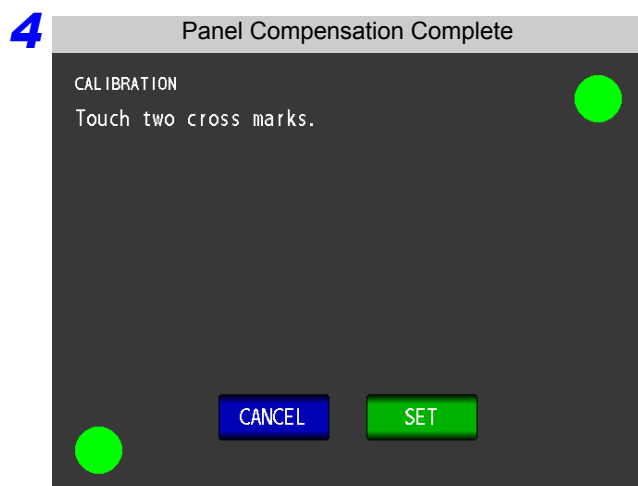 4
Panel Compensation Complete
CALIBRATION
Touch two cross marks.
CANCEL SET